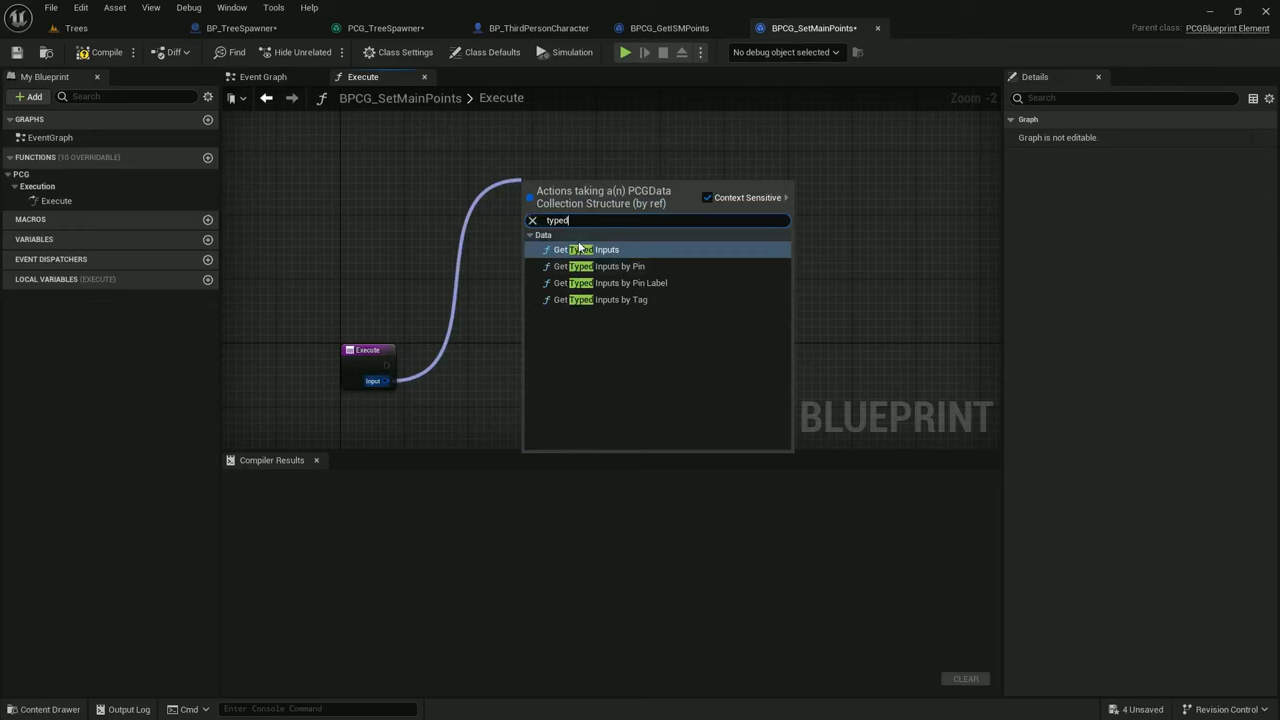 File Edit Asset View Debug Window Tools Help
Trees BP_TreeSpawner* PCG_TreeSpawner* BP_ThirdPersonCharacter BPCG_GetISMPoints BPCG_SetMainPoints* Parent class: PCGBlueprint Element
Compile Diff Find Hide Unrelated Class Settings Class Defaults Simulation No debug object selected
My Blueprint Event Graph Execute Details
+ Add Search BPCG_SetMainPoints > Execute Zoom -2 Search
GRAPHS
Graph
EventGraph
Graph is not editable.
FUNCTIONS (10 OVERRIDABLE)
PCG
Execution
Execute
MACROS
VARIABLES
EVENT DISPATCHERS
LOCAL VARIABLES (EXECUTE)
Actions taking a(n) PCGData
Collection Structure (by ref)
Context Sensitive
typed
Data
Get Typed Inputs
Get Typed Inputs by Pin
Get Typed Inputs by Pin Label
Get Typed Inputs by Tag
Execute
Input
BLUEPRINT
Compiler Results
CLEAR
Content Drawer Output Log Cmd Enter Console Command 4 Unsaved Revision Control